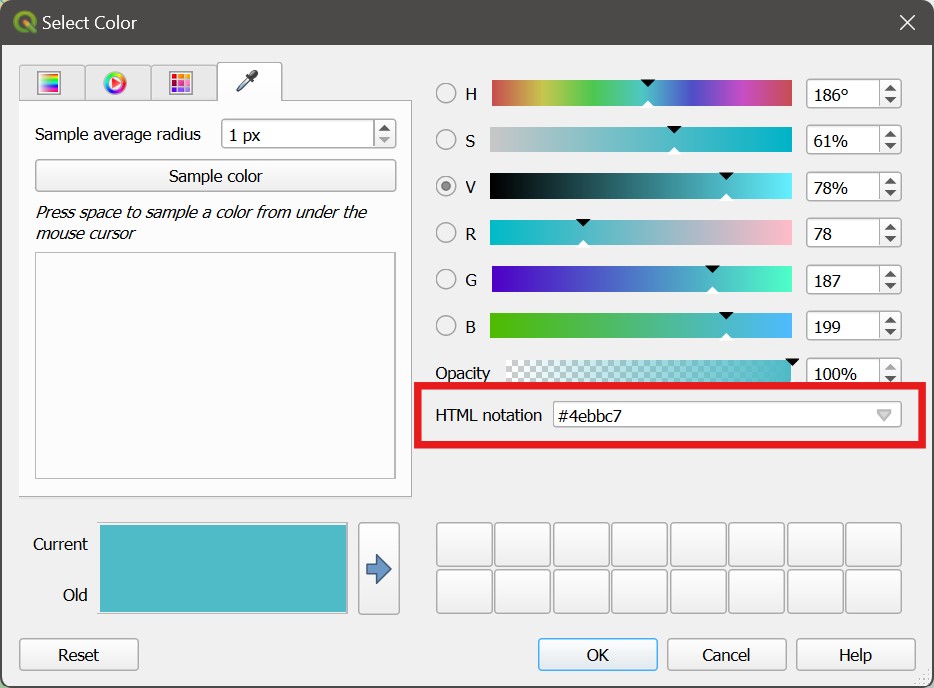 Select Color
Sample average radius 1 px
Sample color
Press space to sample a color from under the
mouse cursor
H 186°
S 61%
V 78%
R 78
G 187
B 199
Opacity 100%
HTML notation #4ebbc7
Current
Old
Reset OK Cancel Help